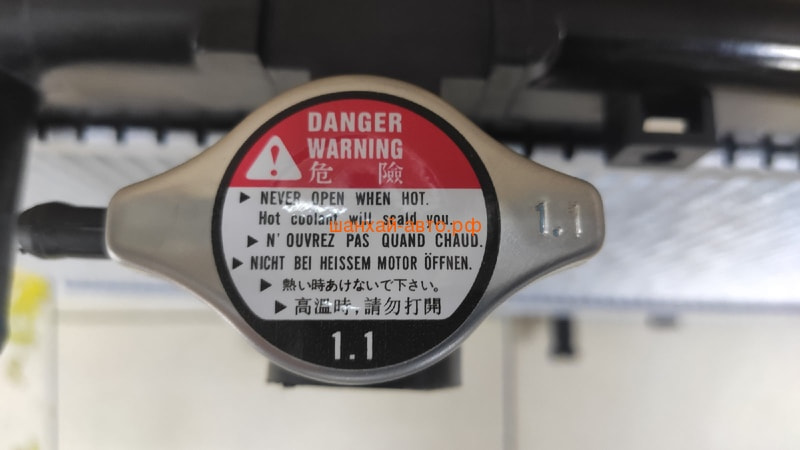 DANGER
WARNING
危 險
▶ NEVER OPEN WHEN HOT.
Hot coolant will scald you.
шанхай-авто.рф
▶ N'OUVREZ PAS QUAND CHAUD.
▶ NICHT BEI HEISSEM MOTOR ÖFFNEN.
▶ 熱い時あけないで下さい。
▶ 高溫時,請勿打開
1.1
1.1